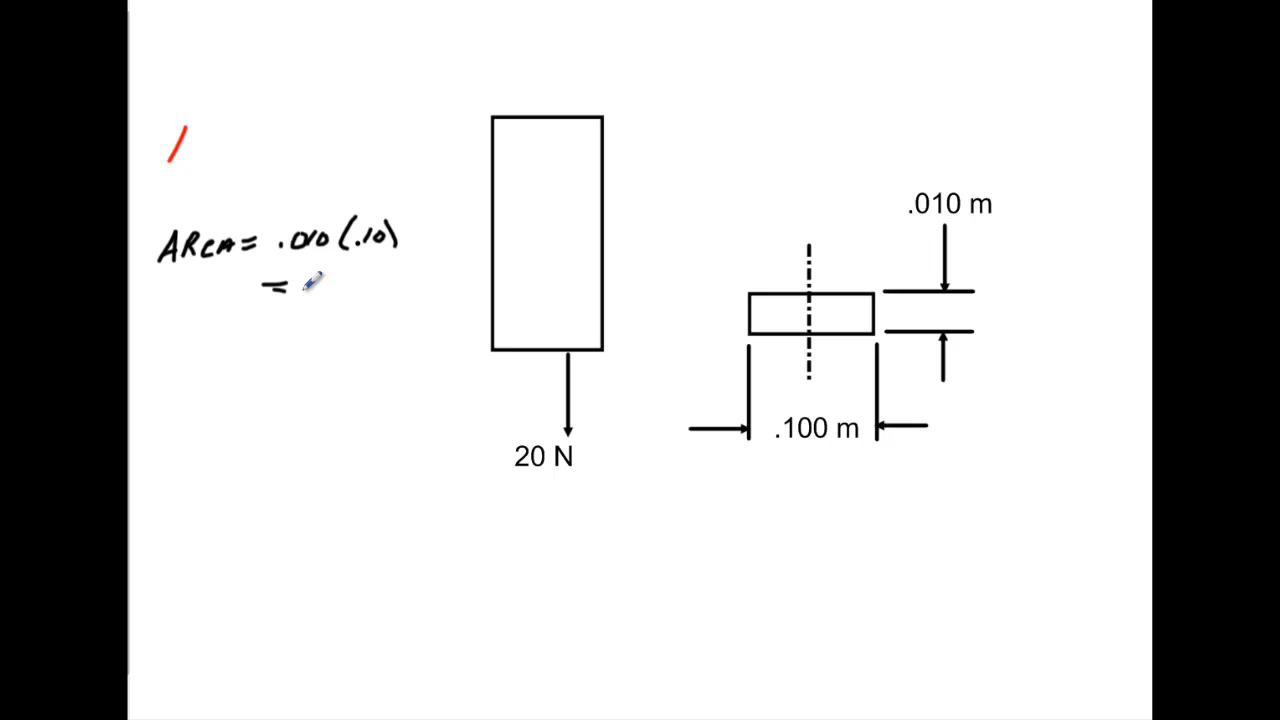 .010 m
AREA = .010 (.10)
=
.100 m
20 N